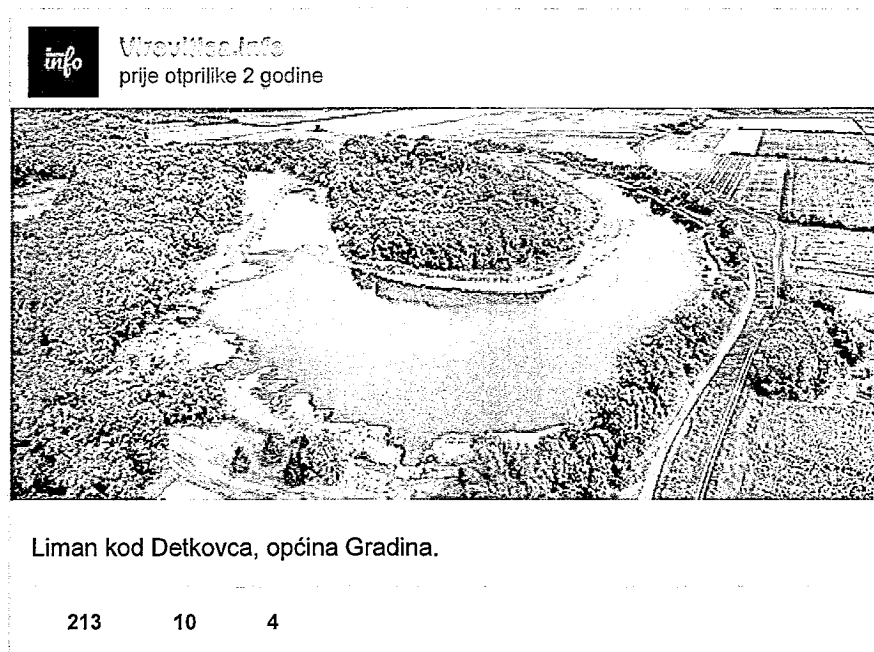 info
Virovitica.info
prije otprilike 2 godine
Liman kod Detkovca, općina Gradina.
213 10 4